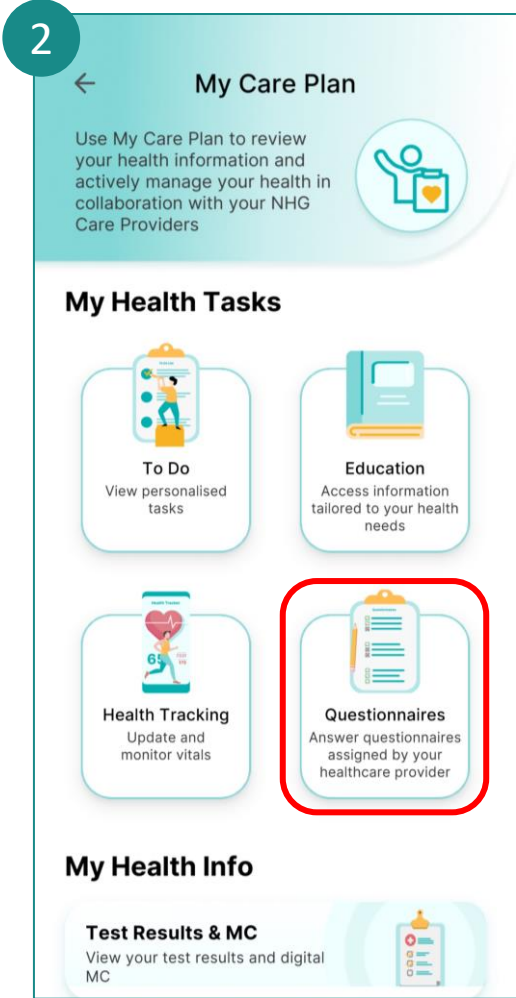 2
My Care Plan
Use My Care Plan to review
your health information and
actively manage your health in
collaboration with your NHG
Care Providers
My Health Tasks
To Do
View personalised
tasks
Education
Access information
tailored to your health
needs
Health Tracker
65
Health Tracking
Update and
monitor vitals
Questionnaires
Answer questionnaires
assigned by your
healthcare provider
My Health Info
Test Results & MC
View your test results and digital
MC